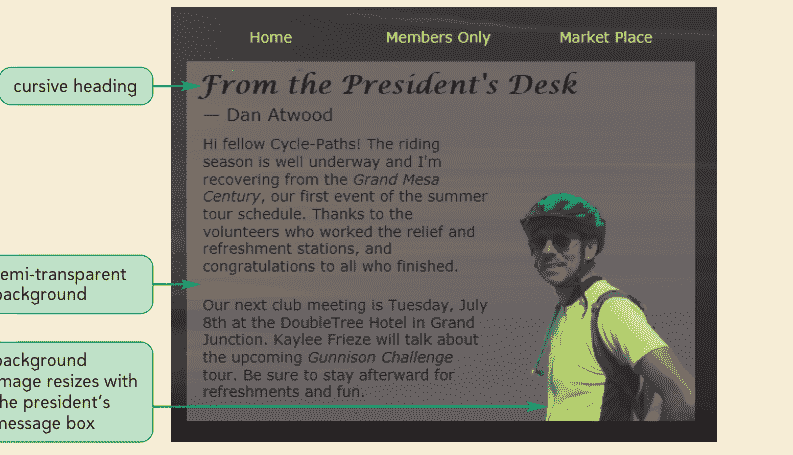 Home Members Only Market Place
cursive heading
From the President's Desk
— Dan Atwood
Hi fellow Cycle-Paths! The riding
season is well underway and I'm
recovering from the Grand Mesa
Century, our first event of the summer
tour schedule. Thanks to the
volunteers who worked the relief and
refreshment stations, and
congratulations to all who finished.
emi-transparent
background
Our next club meeting is Tuesday, July
8th at the DoubleTree Hotel in Grand
Junction. Kaylee Frieze will talk about
the upcoming Gunnison Challenge
tour. Be sure to stay afterward for
refreshments and fun.
background
mage resizes with
he president's
message box